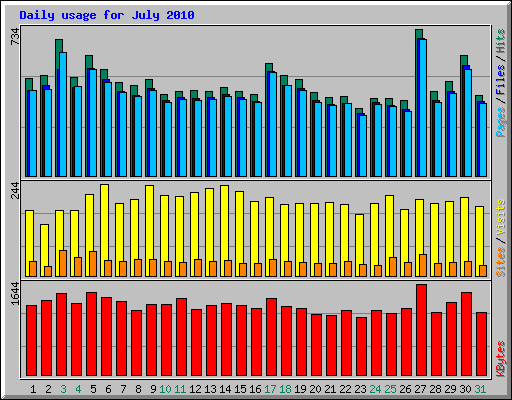 Daily usage for July 2010
734
Pages / Files / Hits
244
Sites / Visits
1644
KBytes
1 2 3 4 5 6 7 8 9 10 11 12 13 14 15 16 17 18 19 20 21 22 23 24 25 26 27 28 29 30 31